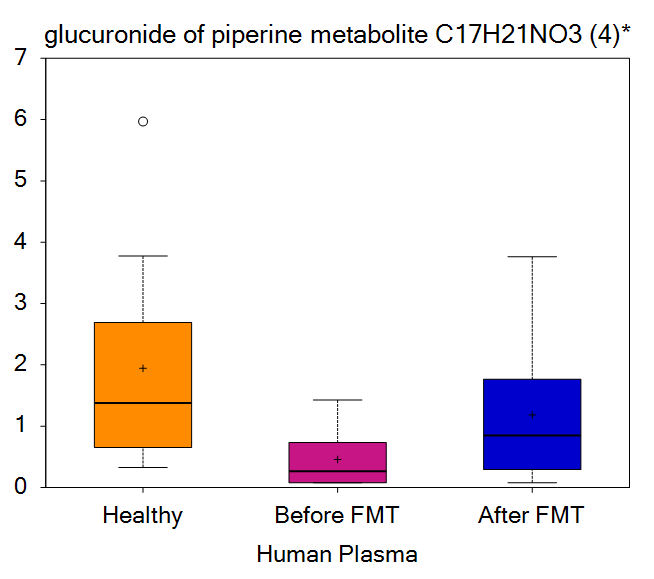 glucuronide of piperine metabolite C17H21NO3 (4)*
7
6
5
4
3
2
1
0
Healthy
Before FMT
After FMT
Human Plasma